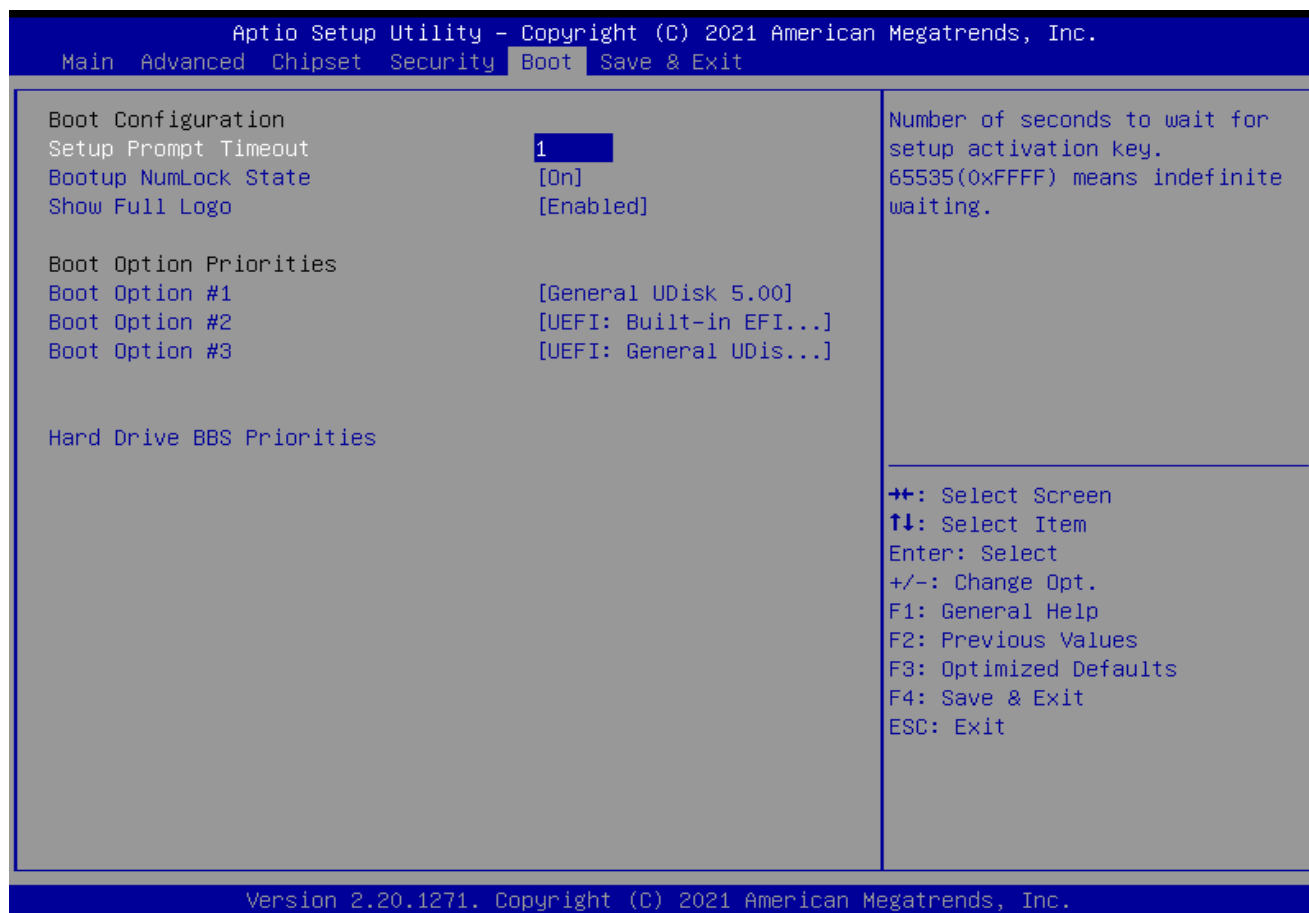 Aptio Setup Utility – Copyright (C) 2021 American Megatrends, Inc.
Main Advanced Chipset Security Boot Save & Exit
Boot Configuration
Setup Prompt Timeout 1
Bootup NumLock State [On]
Show Full Logo [Enabled]
Boot Option Priorities
Boot Option #1 [General UDisk 5.00]
Boot Option #2 [UEFI: Built-in EFI...]
Boot Option #3 [UEFI: General UDis...]
Hard Drive BBS Priorities
Number of seconds to wait for
setup activation key.
65535(0xFFFF) means indefinite
waiting.
→←: Select Screen
↑↓: Select Item
Enter: Select
+/-: Change Opt.
F1: General Help
F2: Previous Values
F3: Optimized Defaults
F4: Save & Exit
ESC: Exit
Version 2.20.1271. Copyright (C) 2021 American Megatrends, Inc.